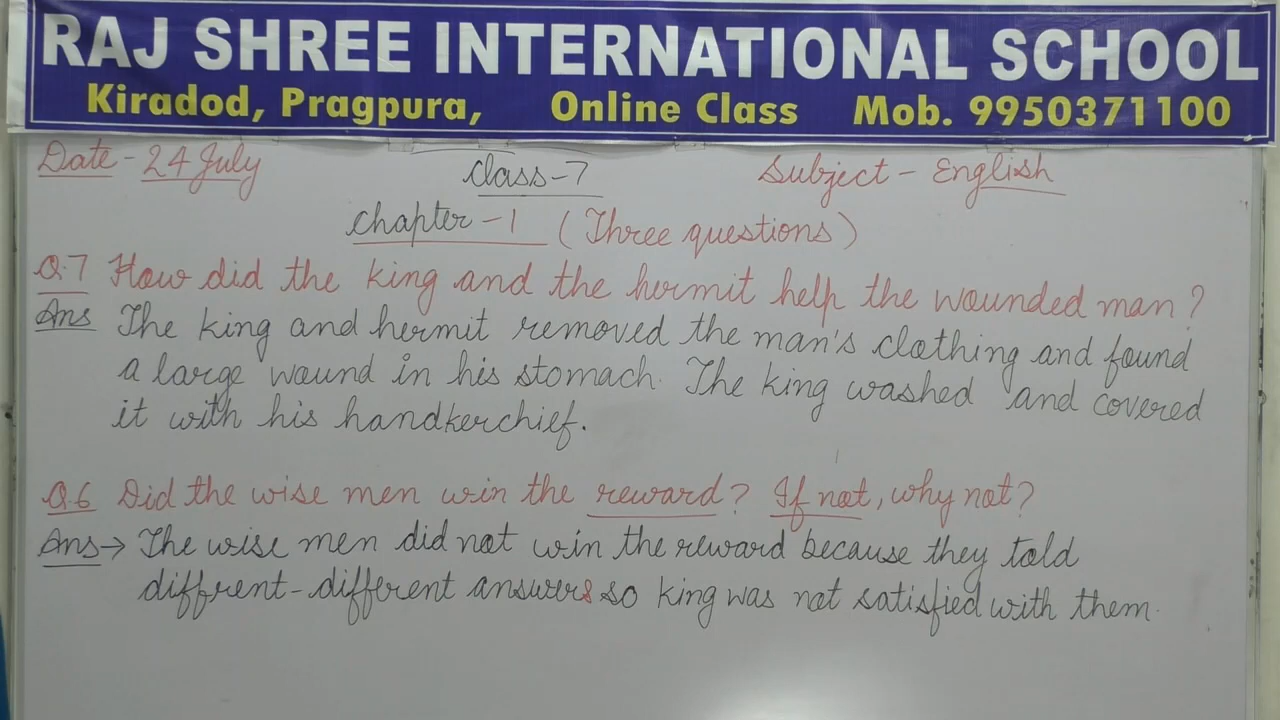 RAJ SHREE INTERNATIONAL SCHOOL
Kiradod, Pragpura, Online Class Mob. 9950371100
Date - 24 July Class-7 Subject - English
Chapter - 1 (Three questions)
Q.7 How did the king and the hermit help the wounded man?
Ans The king and hermit removed the man's clothing and found
a large wound in his stomach. The king washed and covered
it with his handkerchief.
Q.6 Did the wise men win the reward? If not, why not?
Ans→ The wise men did not win the reward because they told
diffrent-different answers so king was not satisfied with them.